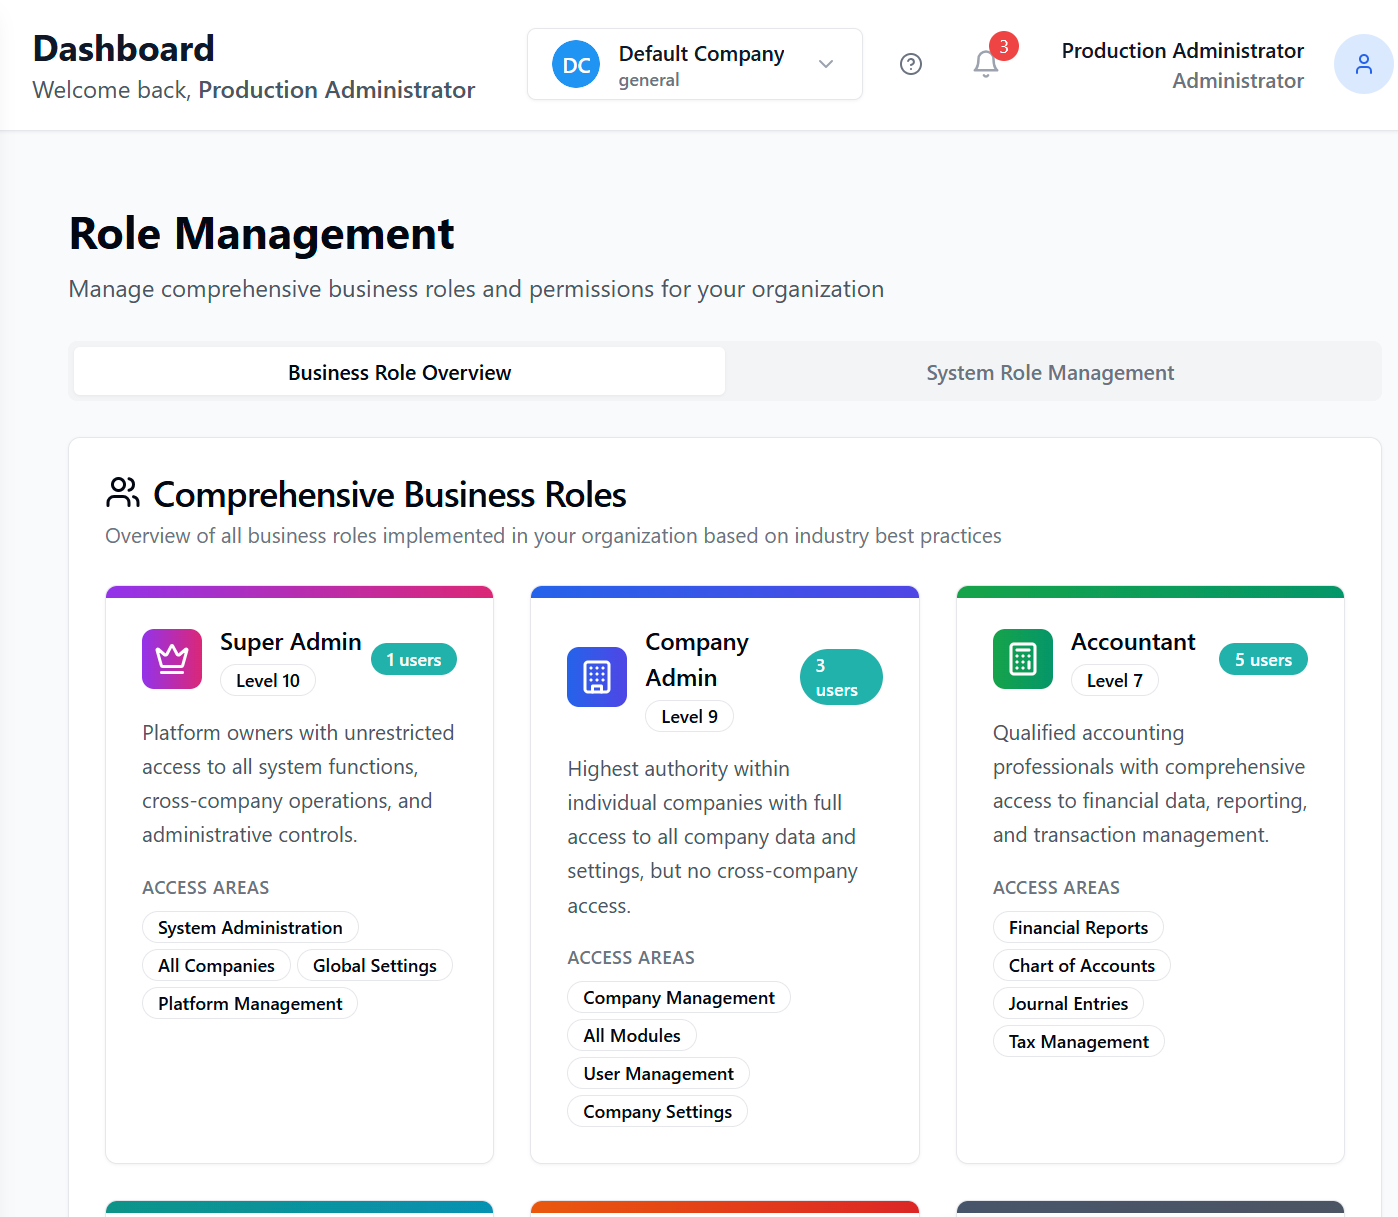 Dashboard
Welcome back, Production Administrator
DC
Default Company
general
3
Production Administrator
Administrator
Role Management
Manage comprehensive business roles and permissions for your organization
Business Role Overview
System Role Management
Comprehensive Business Roles
Overview of all business roles implemented in your organization based on industry best practices
Super Admin
Level 10
1 users
Platform owners with unrestricted
access to all system functions,
cross-company operations, and
administrative controls.
ACCESS AREAS
System Administration
All Companies
Global Settings
Platform Management
Company
Admin
Level 9
3
users
Highest authority within
individual companies with full
access to all company data and
settings, but no cross-company
access.
ACCESS AREAS
Company Management
All Modules
User Management
Company Settings
Accountant
Level 7
5 users
Qualified accounting
professionals with comprehensive
access to financial data, reporting,
and transaction management.
ACCESS AREAS
Financial Reports
Chart of Accounts
Journal Entries
Tax Management